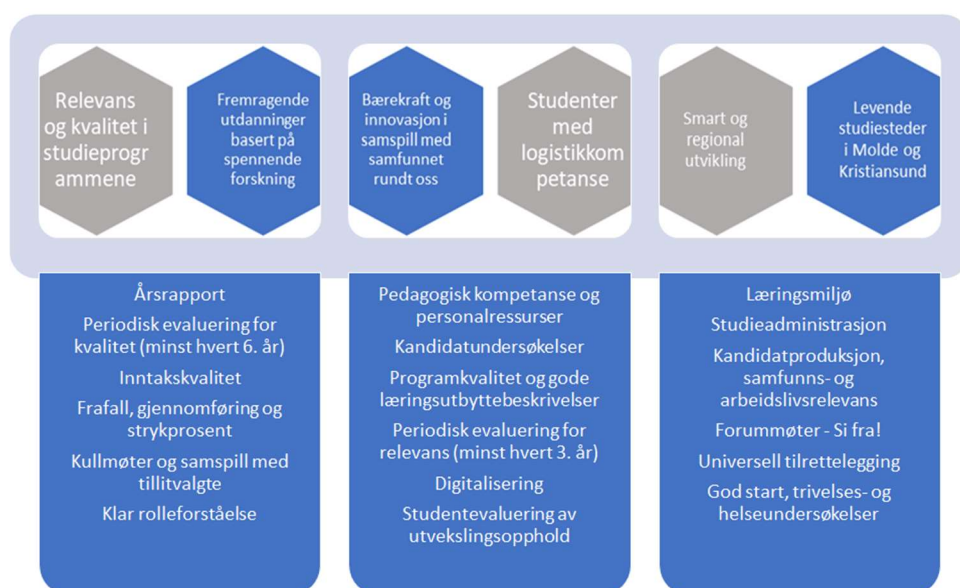 Relevans
og kvalitet i
studieprogr
ammene
Fremragende
utdanninger
basert på
spennende
forskning
Bærekraft og
innovasjon i
samspill med
samfunnet
rundt oss
Studenter
med
logistikkom
petanse
Smart og
regional
utvikling
Levende
studiesteder
i Molde og
Kristiansund
Årsrapport
Periodisk evaluering for
kvalitet (minst hvert 6. år)
Inntakskvalitet
Frafall, gjennomføring og
strykprosent
Kullmøter og samspill med
tillitvalgte
Klar rolleforståelse
Pedagogisk kompetanse og
personalressurser
Kandidatundersøkelser
Programkvalitet og gode
læringsutbyttebeskrivelser
Periodisk evaluering for
relevans (minst hvert 3. år)
Digitalisering
Studentevaluering av
utvekslingsopphold
Læringsmiljø
Studieadministrasjon
Kandidatproduksjon,
samfunns- og
arbeidslivsrelevans
Forummøter - Si fra!
Universell tilrettelegging
God start, trivelses- og
helseundersøkelser